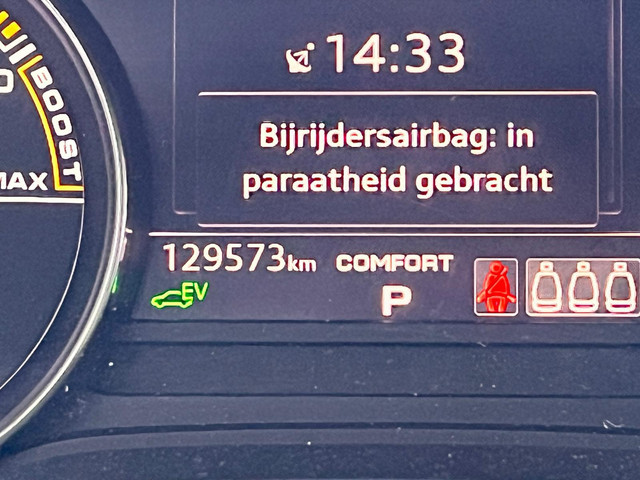 14:33
BOOST
MAX
Bijrijdersairbag: in
paraatheid gebracht
129573km COMFORT
EV P